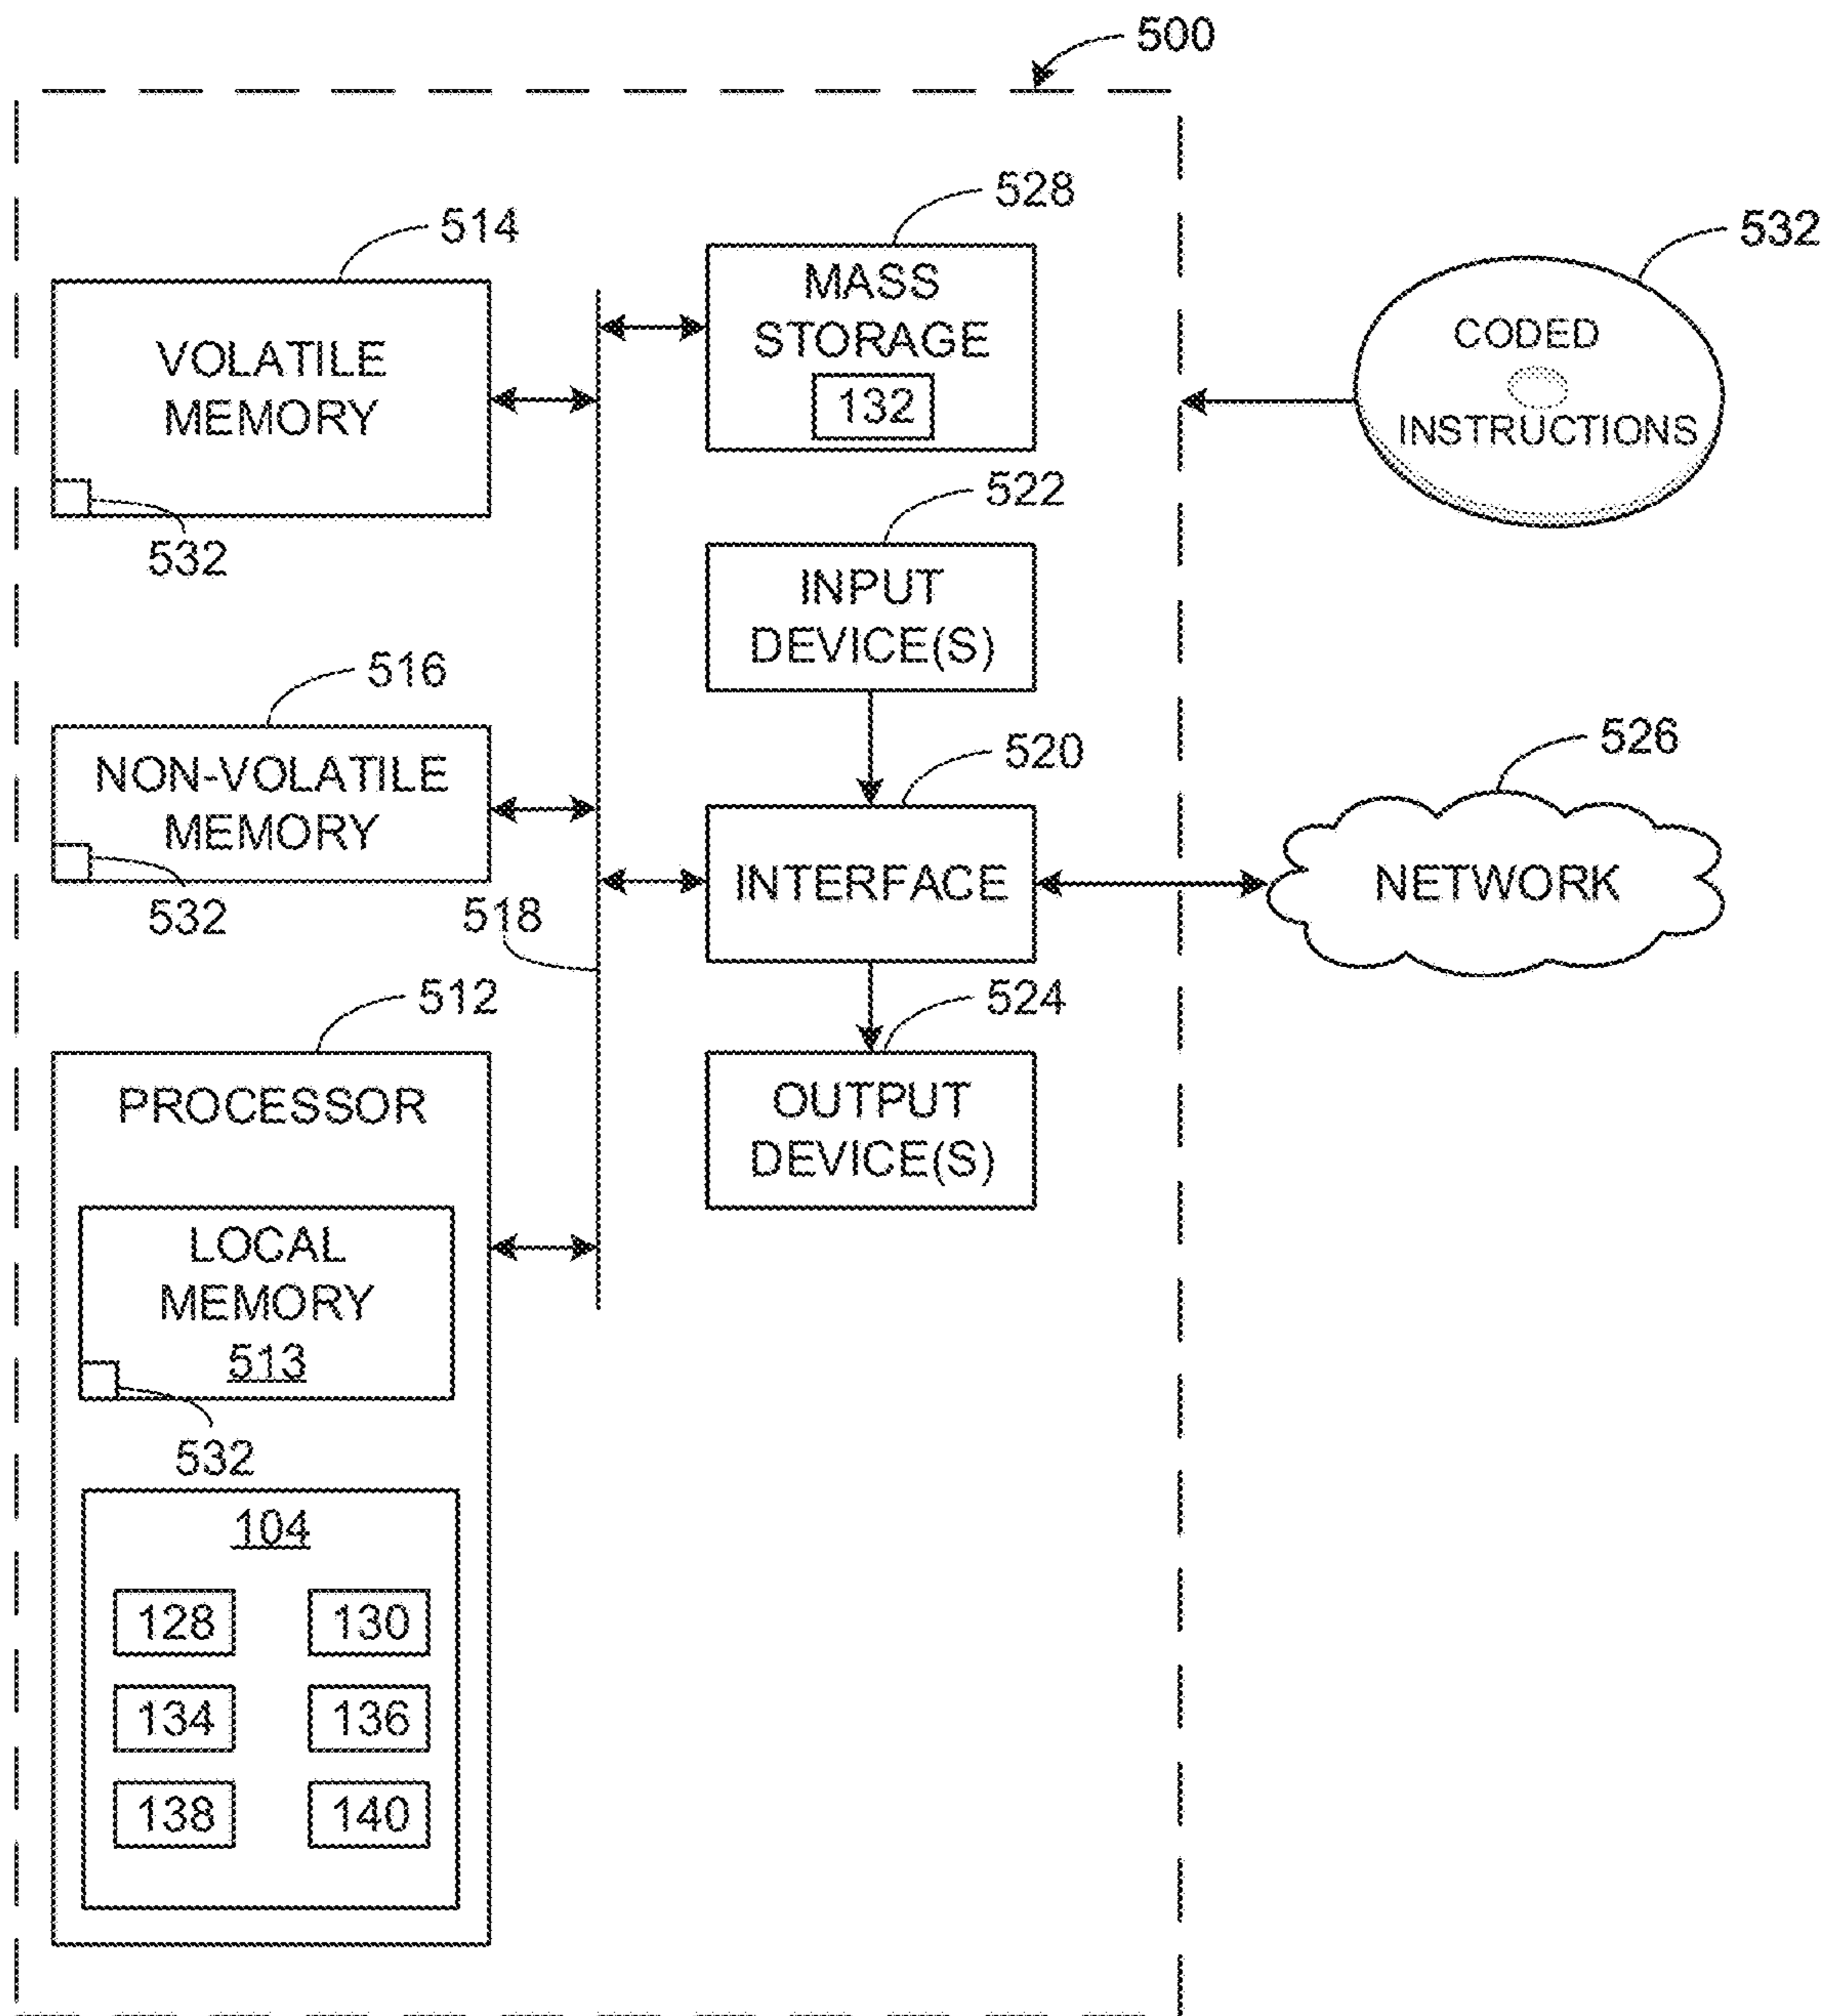 500
528
514
532
MASS
STORAGE
132
VOLATILE
MEMORY
CODED
INSTRUCTIONS
522
532
INPUT
DEVICE(S)
516
526
520
NON-VOLATILE
MEMORY
INTERFACE
NETWORK
532
518
512
524
PROCESSOR
OUTPUT
DEVICE(S)
LOCAL
MEMORY
513
532
104
128 130
134 136
138 140